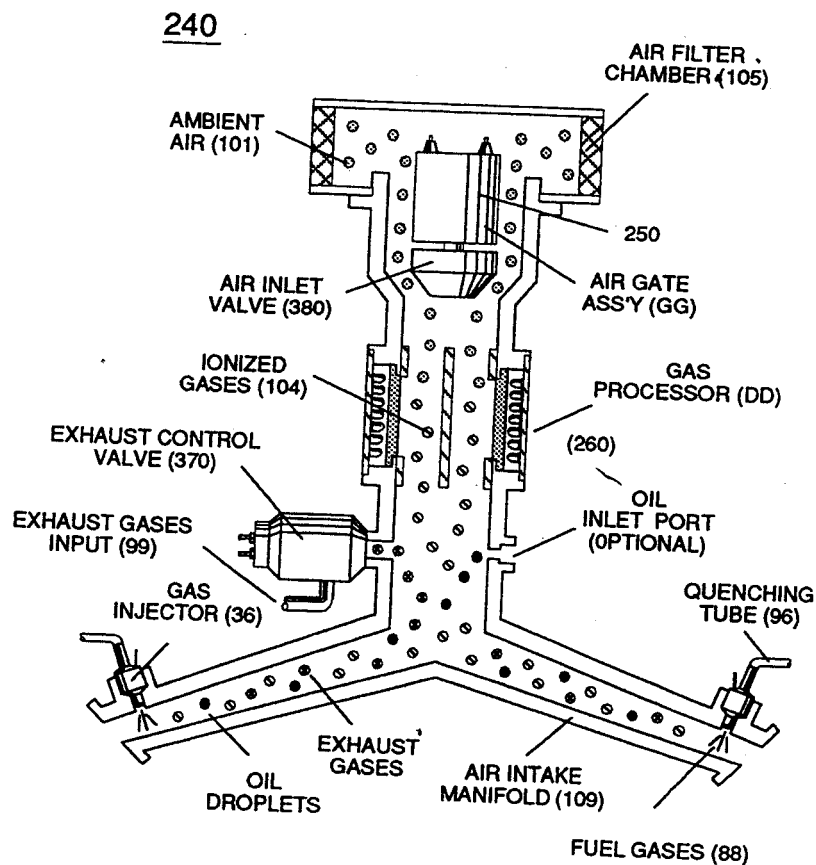 240
AIR FILTER
CHAMBER (105)
AMBIENT
AIR (101)
250
AIR INLET
VALVE (380)
AIR GATE
ASS'Y (GG)
IONIZED
GASES (104)
GAS
PROCESSOR (DD)
EXHAUST CONTROL
VALVE (370)
(260)
OIL
INLET PORT
(OPTIONAL)
EXHAUST GASES
INPUT (99)
GAS
INJECTOR (36)
QUENCHING
TUBE (96)
EXHAUST
GASES
OIL
DROPLETS
AIR INTAKE
MANIFOLD (109)
FUEL GASES (88)